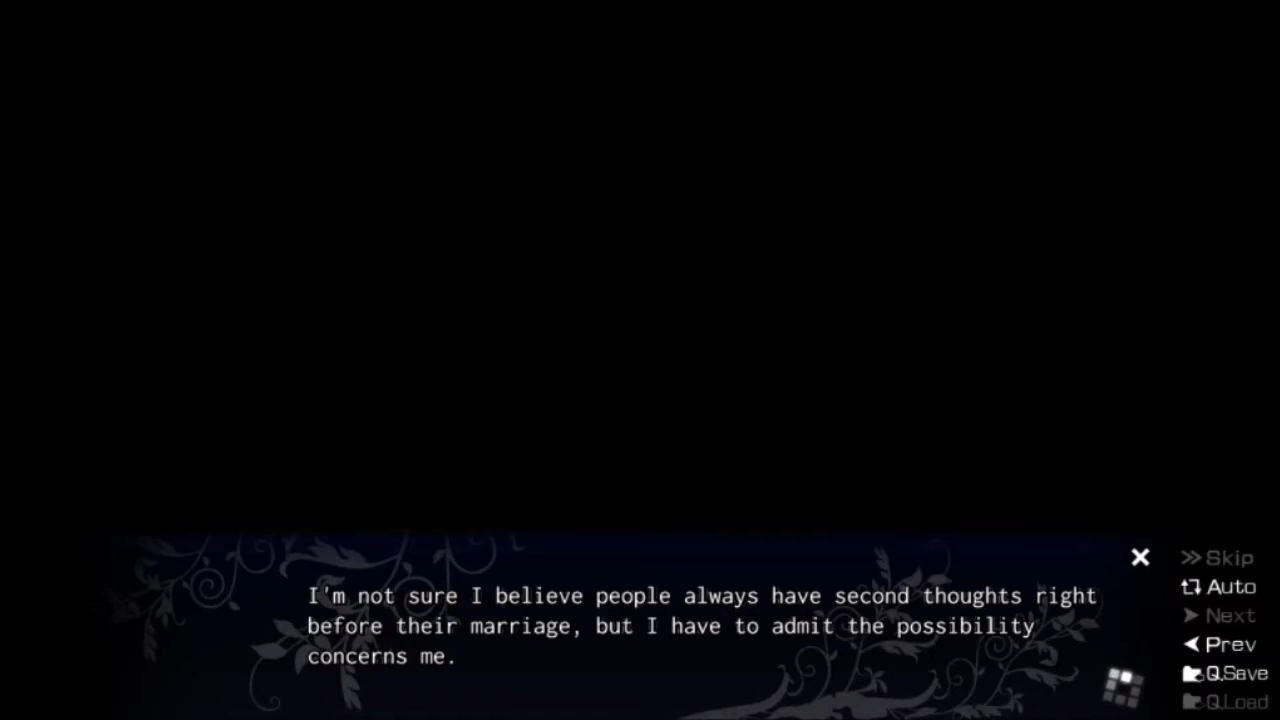 I'm not sure I believe people always have second thoughts right
before their marriage, but I have to admit the possibility
concerns me.
Skip
Auto
Next
Prev
Q.Save
Q.Load